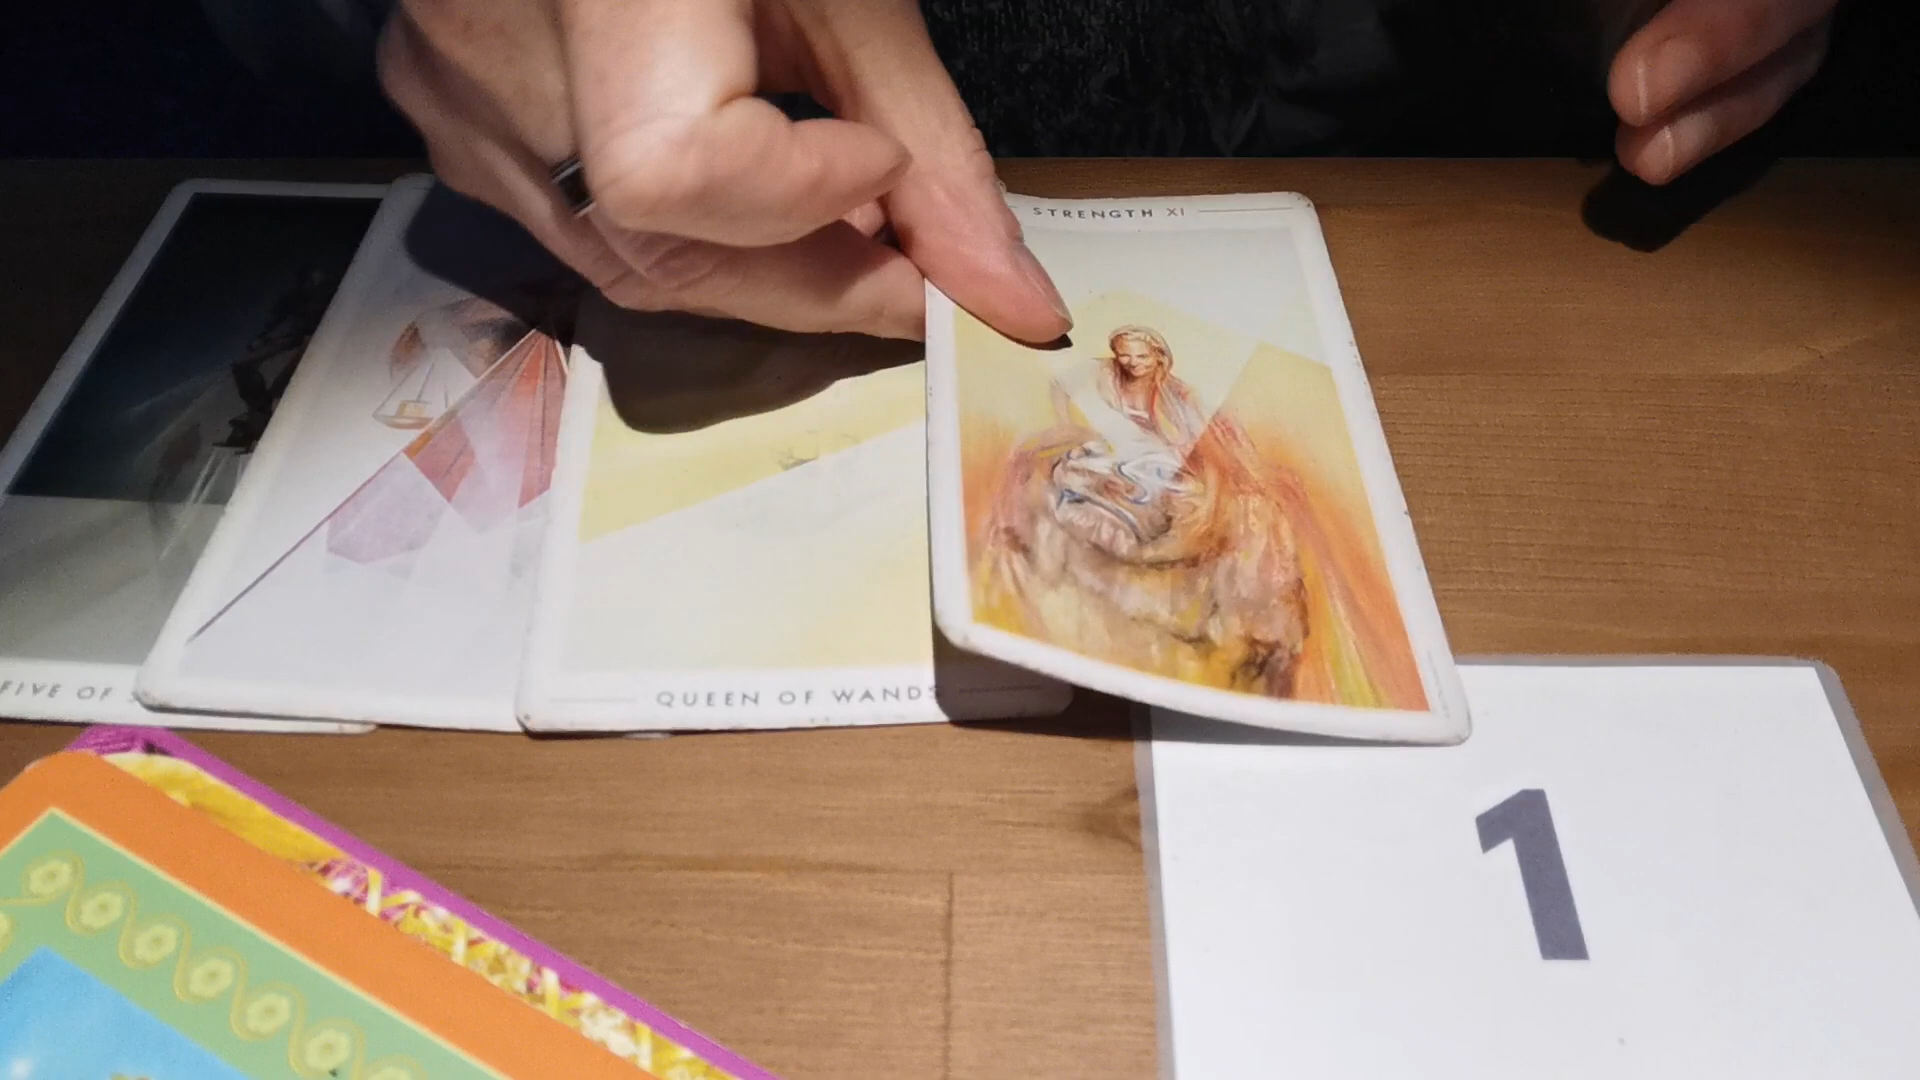 STRENGTH XI
FIVE OF
QUEEN OF WANDS
1